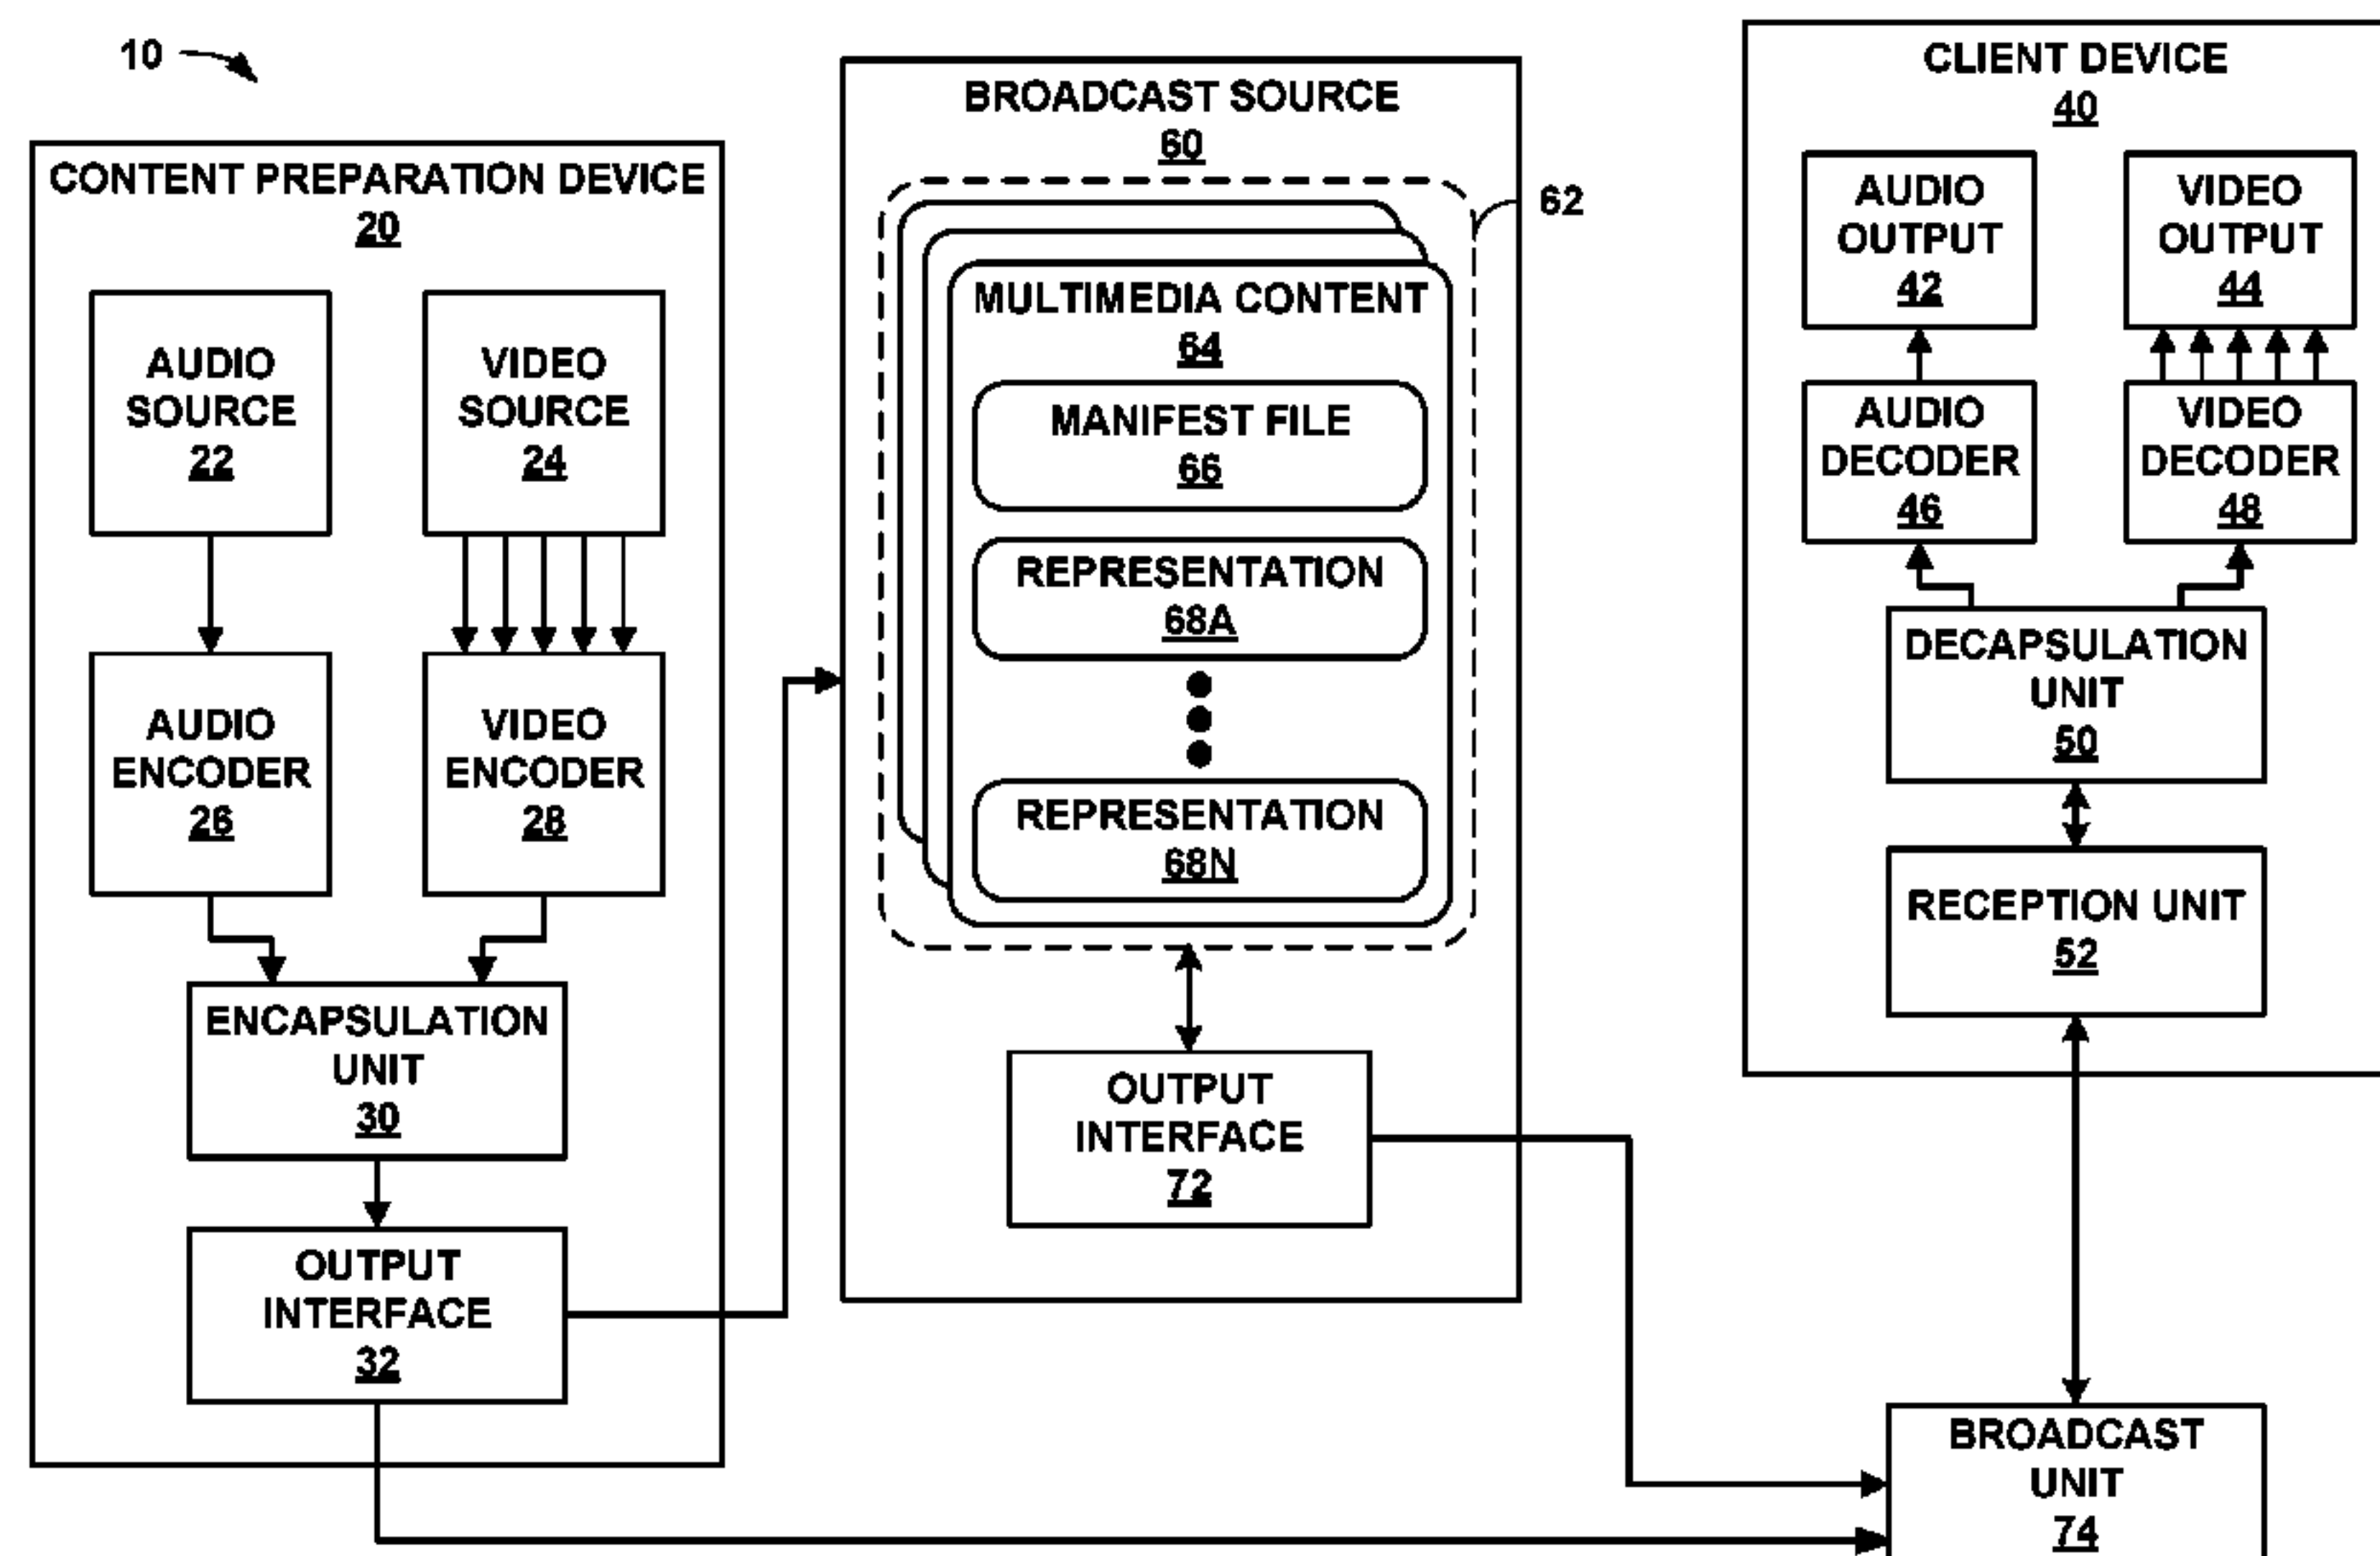 10
CONTENT PREPARATION DEVICE
20
AUDIO
SOURCE
22
VIDEO
SOURCE
24
AUDIO
ENCODER
26
VIDEO
ENCODER
28
ENCAPSULATION
UNIT
30
OUTPUT
INTERFACE
32
BROADCAST SOURCE
60
62
MULTIMEDIA CONTENT
64
MANIFEST FILE
66
REPRESENTATION
68A
REPRESENTATION
68N
OUTPUT
INTERFACE
72
CLIENT DEVICE
40
AUDIO
OUTPUT
42
VIDEO
OUTPUT
44
AUDIO
DECODER
46
VIDEO
DECODER
48
DECAPSULATION
UNIT
50
RECEPTION UNIT
52
BROADCAST
UNIT
74